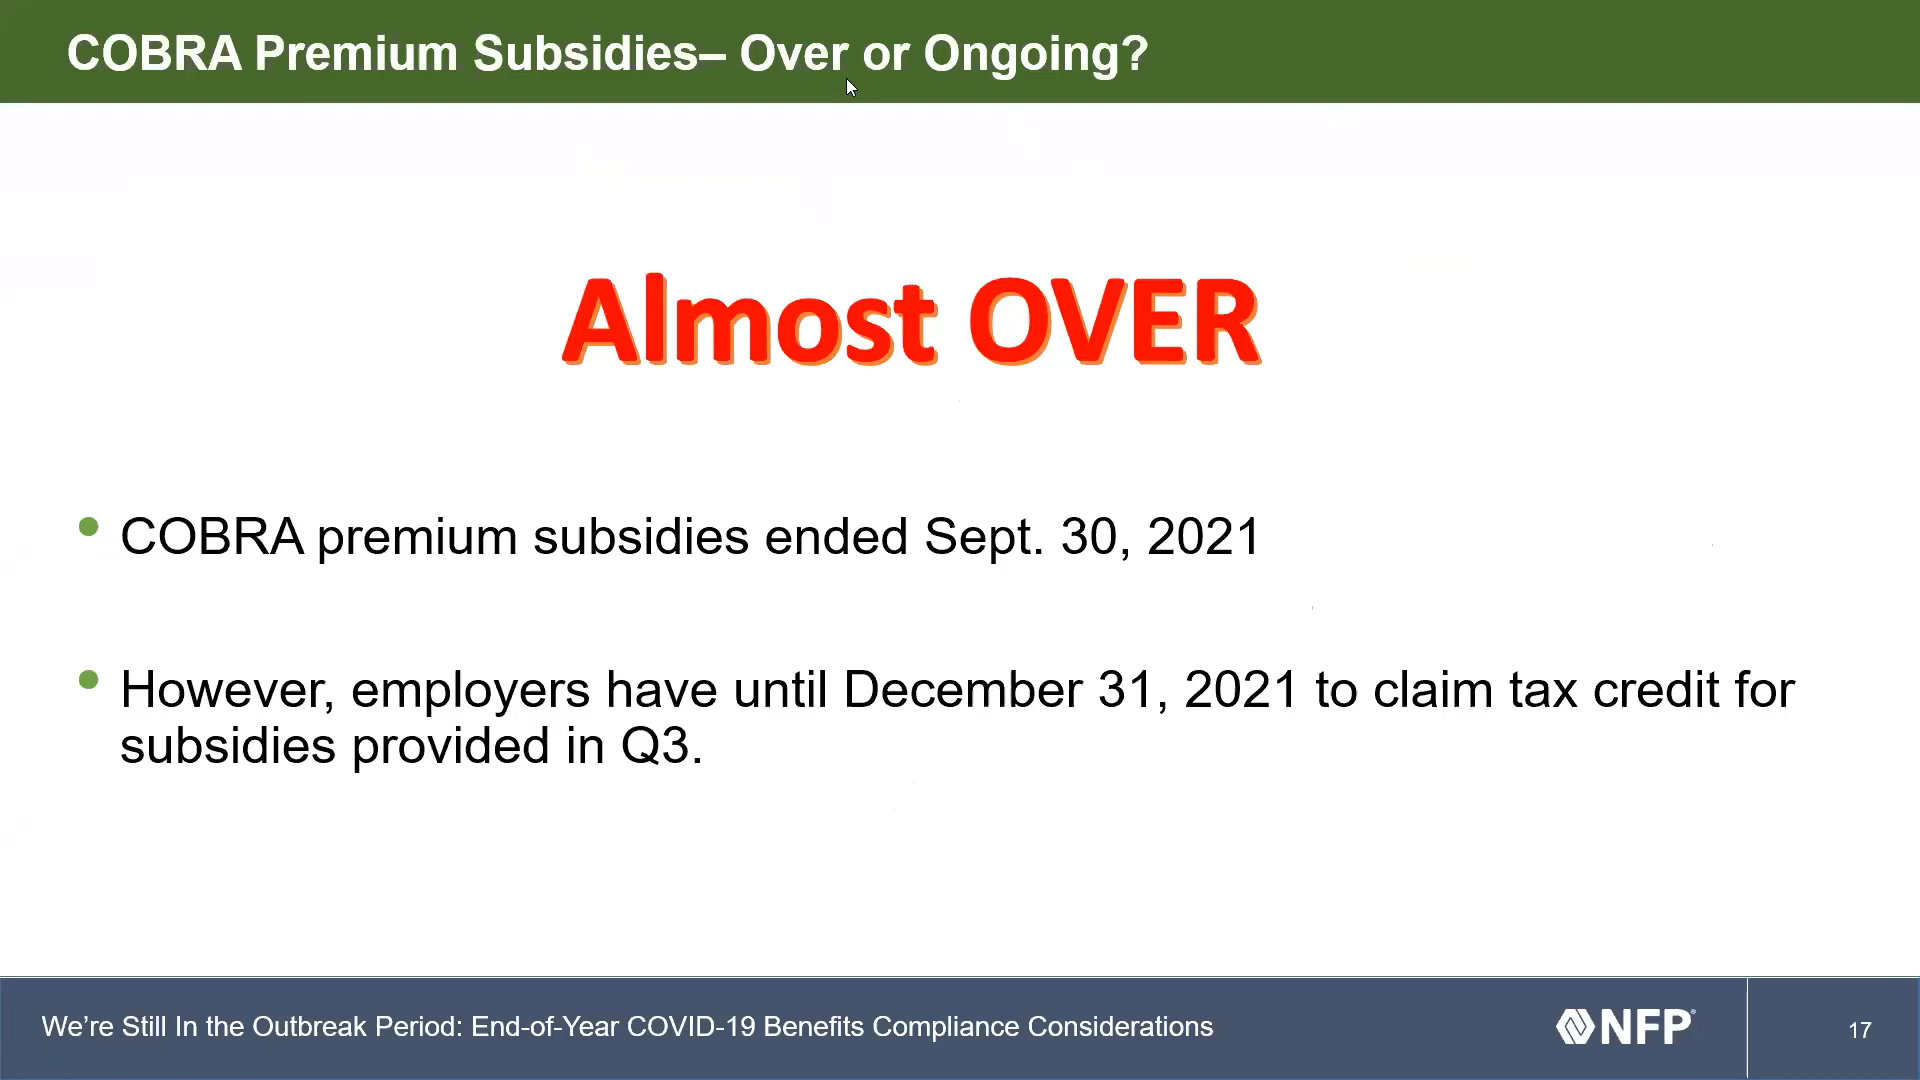 COBRA Premium Subsidies– Over or Ongoing?
Almost OVER
• COBRA premium subsidies ended Sept. 30, 2021
• However, employers have until December 31, 2021 to claim tax credit for
subsidies provided in Q3.
We’re Still In the Outbreak Period: End-of-Year COVID-19 Benefits Compliance Considerations
NFP®
17